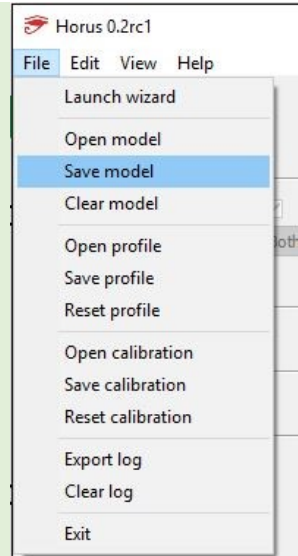 Horus 0.2rc1
File Edit View Help
Launch wizard
Open model
Save model
Clear model
Open profile
Save profile
Reset profile
Open calibration
Save calibration
Reset calibration
Export log
Clear log
Exit